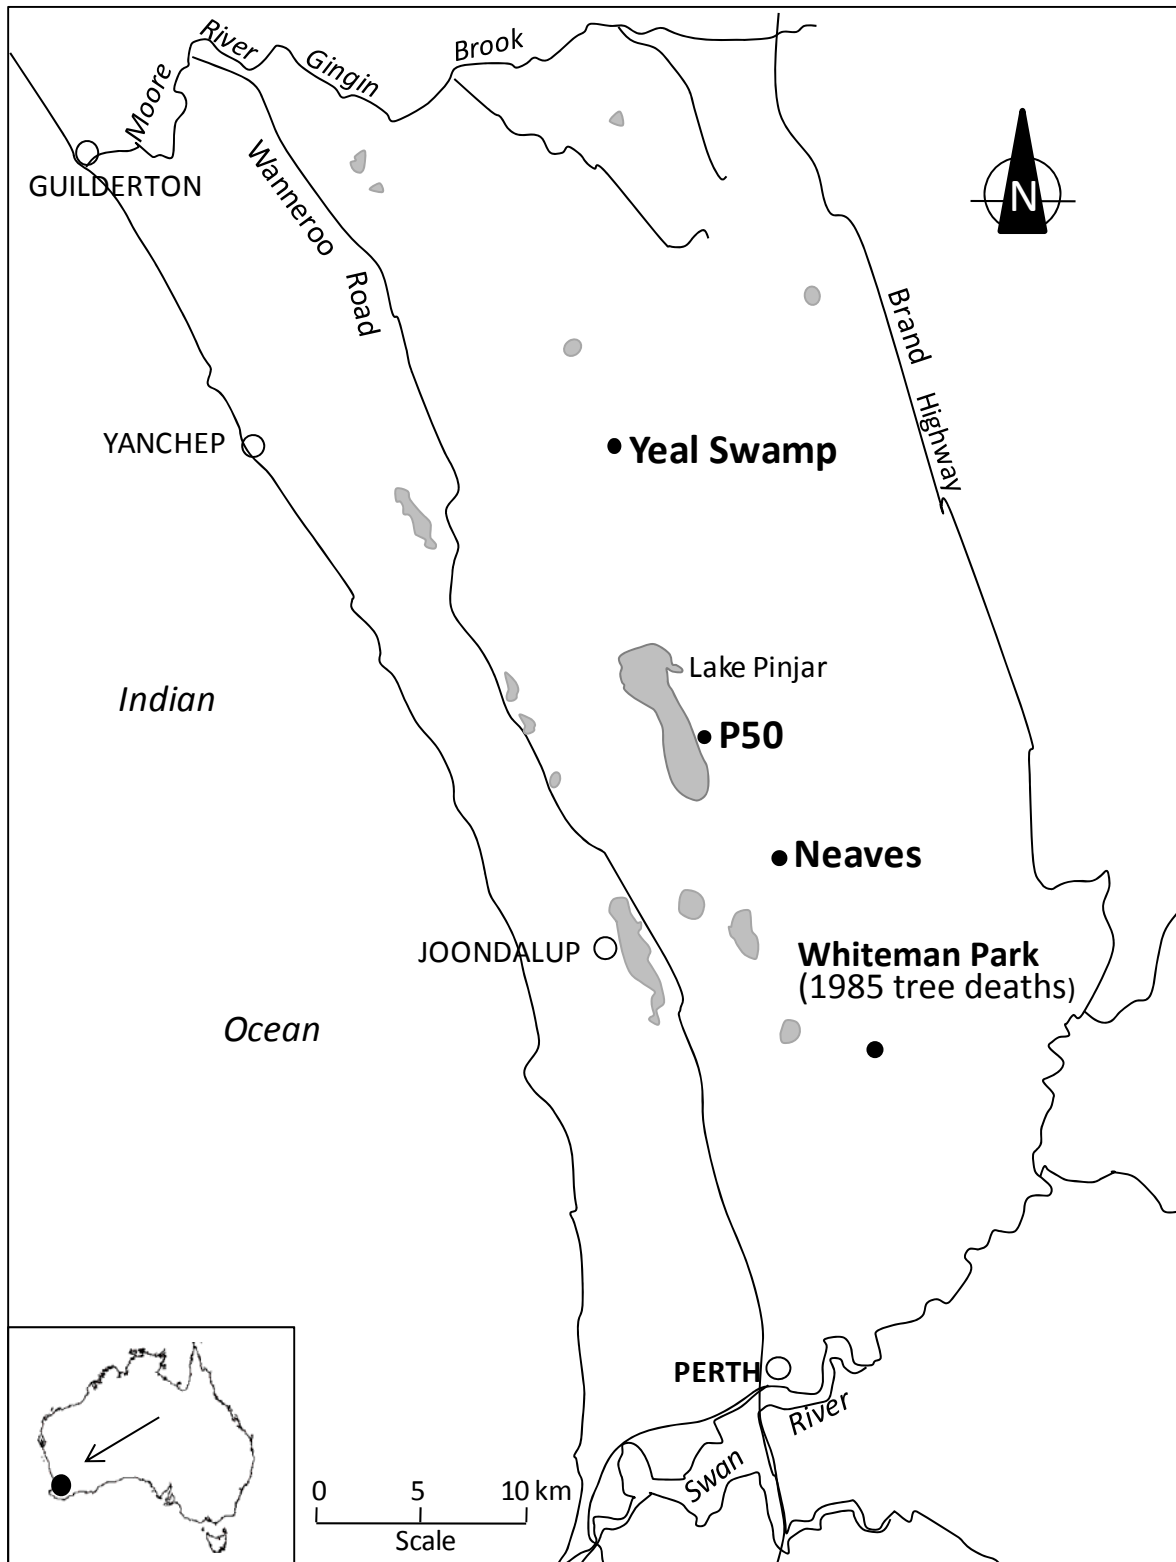 River
Gingin
Brook
Moore
GUILDERTON
Wanneroo
Road
N
Brand
Highway
YANCHEP
Yeal Swamp
Lake Pinjar
Indian
P50
Neaves
JOONDALUP
Whiteman Park
(1985 tree deaths)
Ocean
PERTH
River
Swan
0 5 10 km
Scale